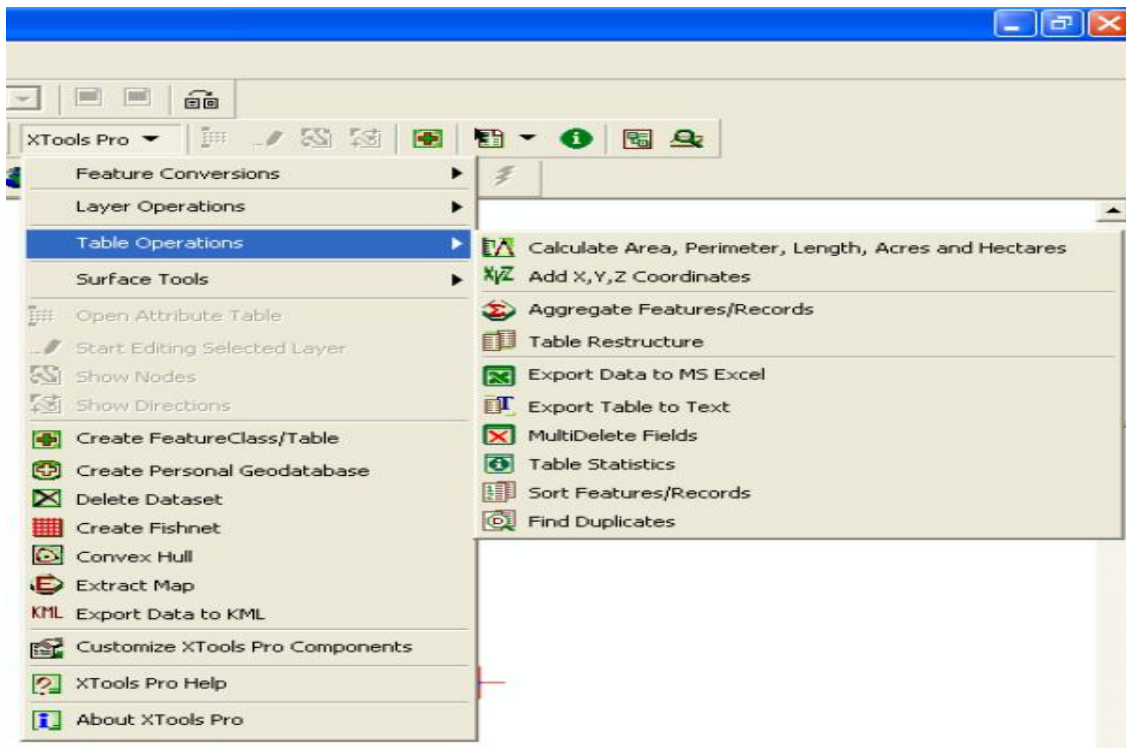 XTools Pro
Feature Conversions
Layer Operations
Table Operations
Surface Tools
Open Attribute Table
Start Editing Selected Layer
Show Nodes
Show Directions
Create FeatureClass/Table
Create Personal Geodatabase
Delete Dataset
Create Fishnet
Convex Hull
Extract Map
KML Export Data to KML
Customize XTools Pro Components
XTools Pro Help
About XTools Pro
Calculate Area, Perimeter, Length, Acres and Hectares
XYZ Add X,Y,Z Coordinates
Aggregate Features/Records
Table Restructure
Export Data to MS Excel
Export Table to Text
MultiDelete Fields
Table Statistics
Sort Features/Records
Find Duplicates